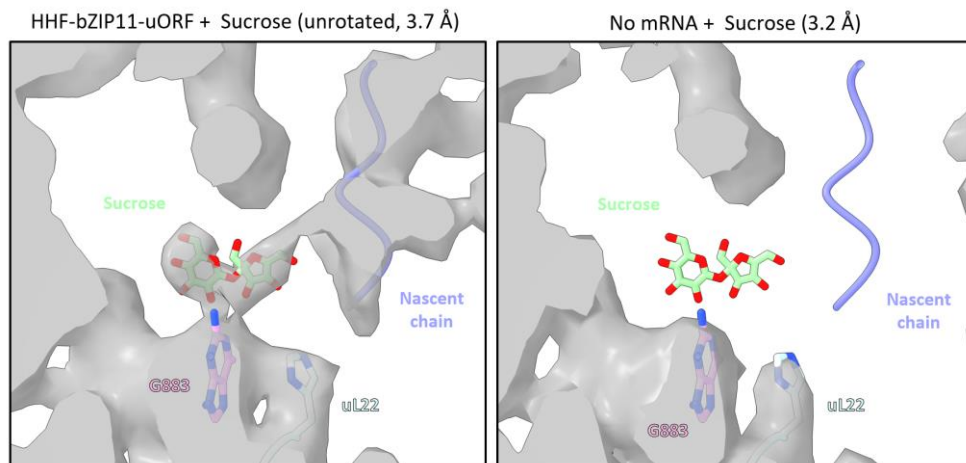 HHF-bZIP11-uORF + Sucrose (unrotated, 3.7 Å)
Sucrose
Nascent
chain
G883
uL22
No mRNA + Sucrose (3.2 Å)
Sucrose
Nascent
chain
G883
uL22